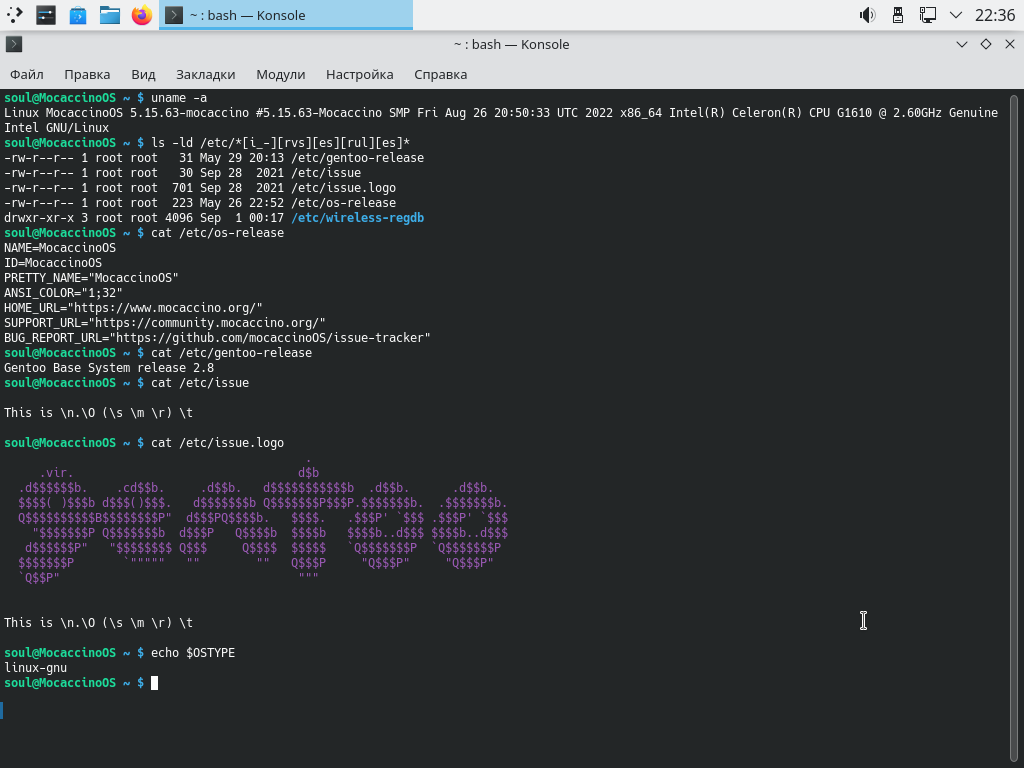 ~ : bash — Konsole
22:36
~ : bash — Konsole
Файл Правка Вид Закладки Модули Настройка Справка
soul@MocaccinoOS ~ $ uname -a
Linux MocaccinoOS 5.15.63-mocaccino #5.15.63-Mocaccino SMP Fri Aug 26 20:50:33 UTC 2022 x86_64 Intel(R) Celeron(R) CPU G1610 @ 2.60GHz Genuine
Intel GNU/Linux
soul@MocaccinoOS ~ $ ls -ld /etc/*[i_-][rvs][es][rul][es]*
-rw-r--r-- 1 root root   31 May 29 20:13 /etc/gentoo-release
-rw-r--r-- 1 root root   30 Sep 28  2021 /etc/issue
-rw-r--r-- 1 root root  701 Sep 28  2021 /etc/issue.logo
-rw-r--r-- 1 root root  223 May 26 22:52 /etc/os-release
drwxr-xr-x 3 root root 4096 Sep  1 00:17 /etc/wireless-regdb
soul@MocaccinoOS ~ $ cat /etc/os-release
NAME=MocaccinoOS
ID=MocaccinoOS
PRETTY_NAME="MocaccinoOS"
ANSI_COLOR="1;32"
HOME_URL="https://www.mocaccino.org/"
SUPPORT_URL="https://community.mocaccino.org/"
BUG_REPORT_URL="https://github.com/mocaccinoOS/issue-tracker"
soul@MocaccinoOS ~ $ cat /etc/gentoo-release
Gentoo Base System release 2.8
soul@MocaccinoOS ~ $ cat /etc/issue
This is \n.\O (\s \m \r) \t
soul@MocaccinoOS ~ $ cat /etc/issue.logo
                                           .
     .vir.                                d$b
  .d$$$$$$b.    .cd$$b.     .d$$b.   d$$$$$$$$$$$b  .d$$b.      .d$$b.
  $$$$( )$$$b d$$$()$$$.   d$$$$$$$b Q$$$$$$$P$$$P.$$$$$$$b.  .$$$$$$$b.
  Q$$$$$$$$$$B$$$$$$$$P"  d$$$PQ$$$$b.   $$$$.   .$$$P' `$$$ .$$$P' `$$$
    "$$$$$$$P Q$$$$$$$b  d$$$P   Q$$$$b  $$$$b   $$$$b..d$$$ $$$$b..d$$$
   d$$$$$$P"   "$$$$$$$$ Q$$$     Q$$$$  $$$$$   `Q$$$$$$$P  `Q$$$$$$$P
  $$$$$$$P       `"""""   ""        ""   Q$$$P     "Q$$$P"     "Q$$$P"
  `Q$$P"                                  """
This is \n.\O (\s \m \r) \t
soul@MocaccinoOS ~ $ echo $OSTYPE
linux-gnu
soul@MocaccinoOS ~ $